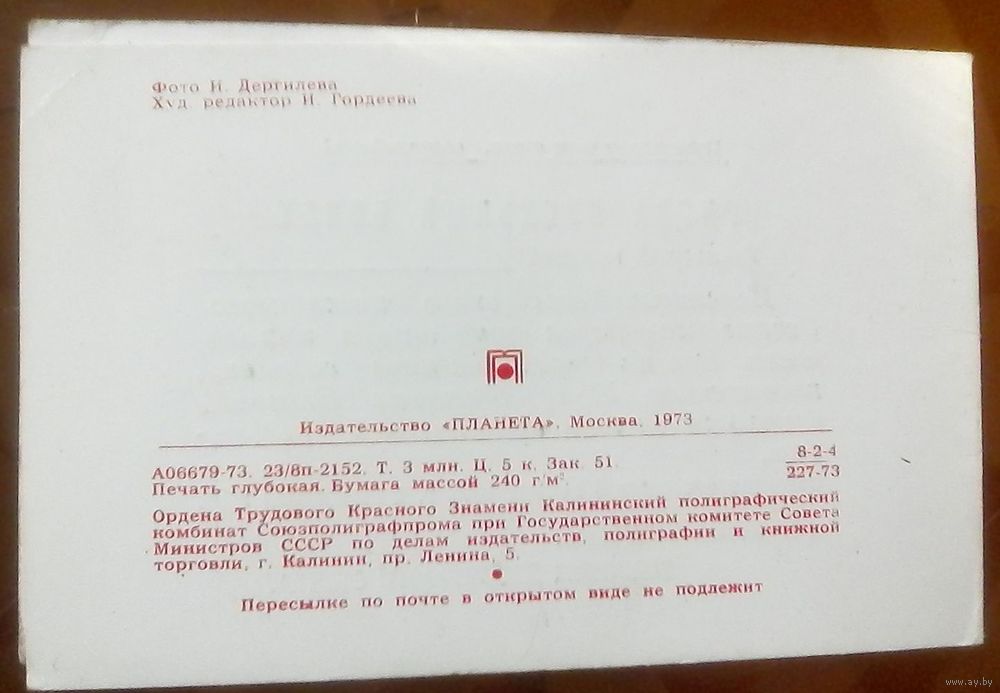 Фото И. Дергилева
Худ. редактор И. Гордеева
Издательство «ПЛАНЕТА», Москва, 1973
А06679-73. 23/8п-2152. Т. 3 млн. Ц. 5 к. Зак. 51.
8-2-4
227-73
Печать глубокая. Бумага массой 240 г/м².
Ордена Трудового Красного Знамени Калининский полиграфический
комбинат Союзполиграфпрома при Государственном комитете Совета
Министров СССР по делам издательств, полиграфии и книжной
торговли, г. Калинин, пр. Ленина, 5.
Пересылке по почте в открытом виде не подлежит
www.ay.by